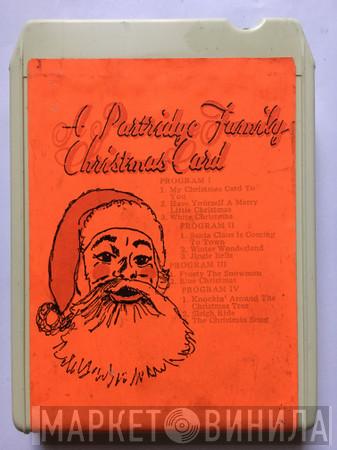 A Partridge Family
Christmas Card
PROGRAM I
1. My Christmas Card To
You
2. Have Yourself A Merry
Little Christmas
3. White Christmas
PROGRAM II
1. Santa Claus Is Coming
To Town
2. Winter Wonderland
3. Jingle Bells
PROGRAM III
1. Frosty The Snowman
2. Blue Christmas
PROGRAM IV
1. Knockin' Around The
Christmas Tree
2. Sleigh Ride
The Christmas Song
МАРКЕТ ВИНИЛА